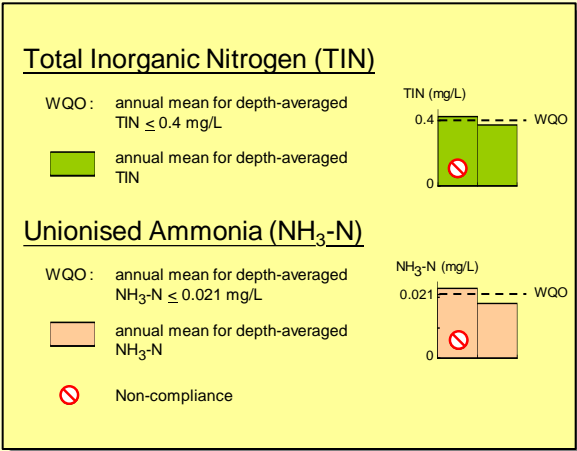 Total Inorganic Nitrogen (TIN)
WQO : annual mean for depth-averaged
TIN ≤ 0.4 mg/L
annual mean for depth-averaged
TIN
TIN (mg/L)
0.4
WQO
0
Unionised Ammonia (NH₃-N)
WQO : annual mean for depth-averaged
NH₃-N ≤ 0.021 mg/L
annual mean for depth-averaged
NH₃-N
Non-compliance
NH₃-N (mg/L)
0.021
WQO
0